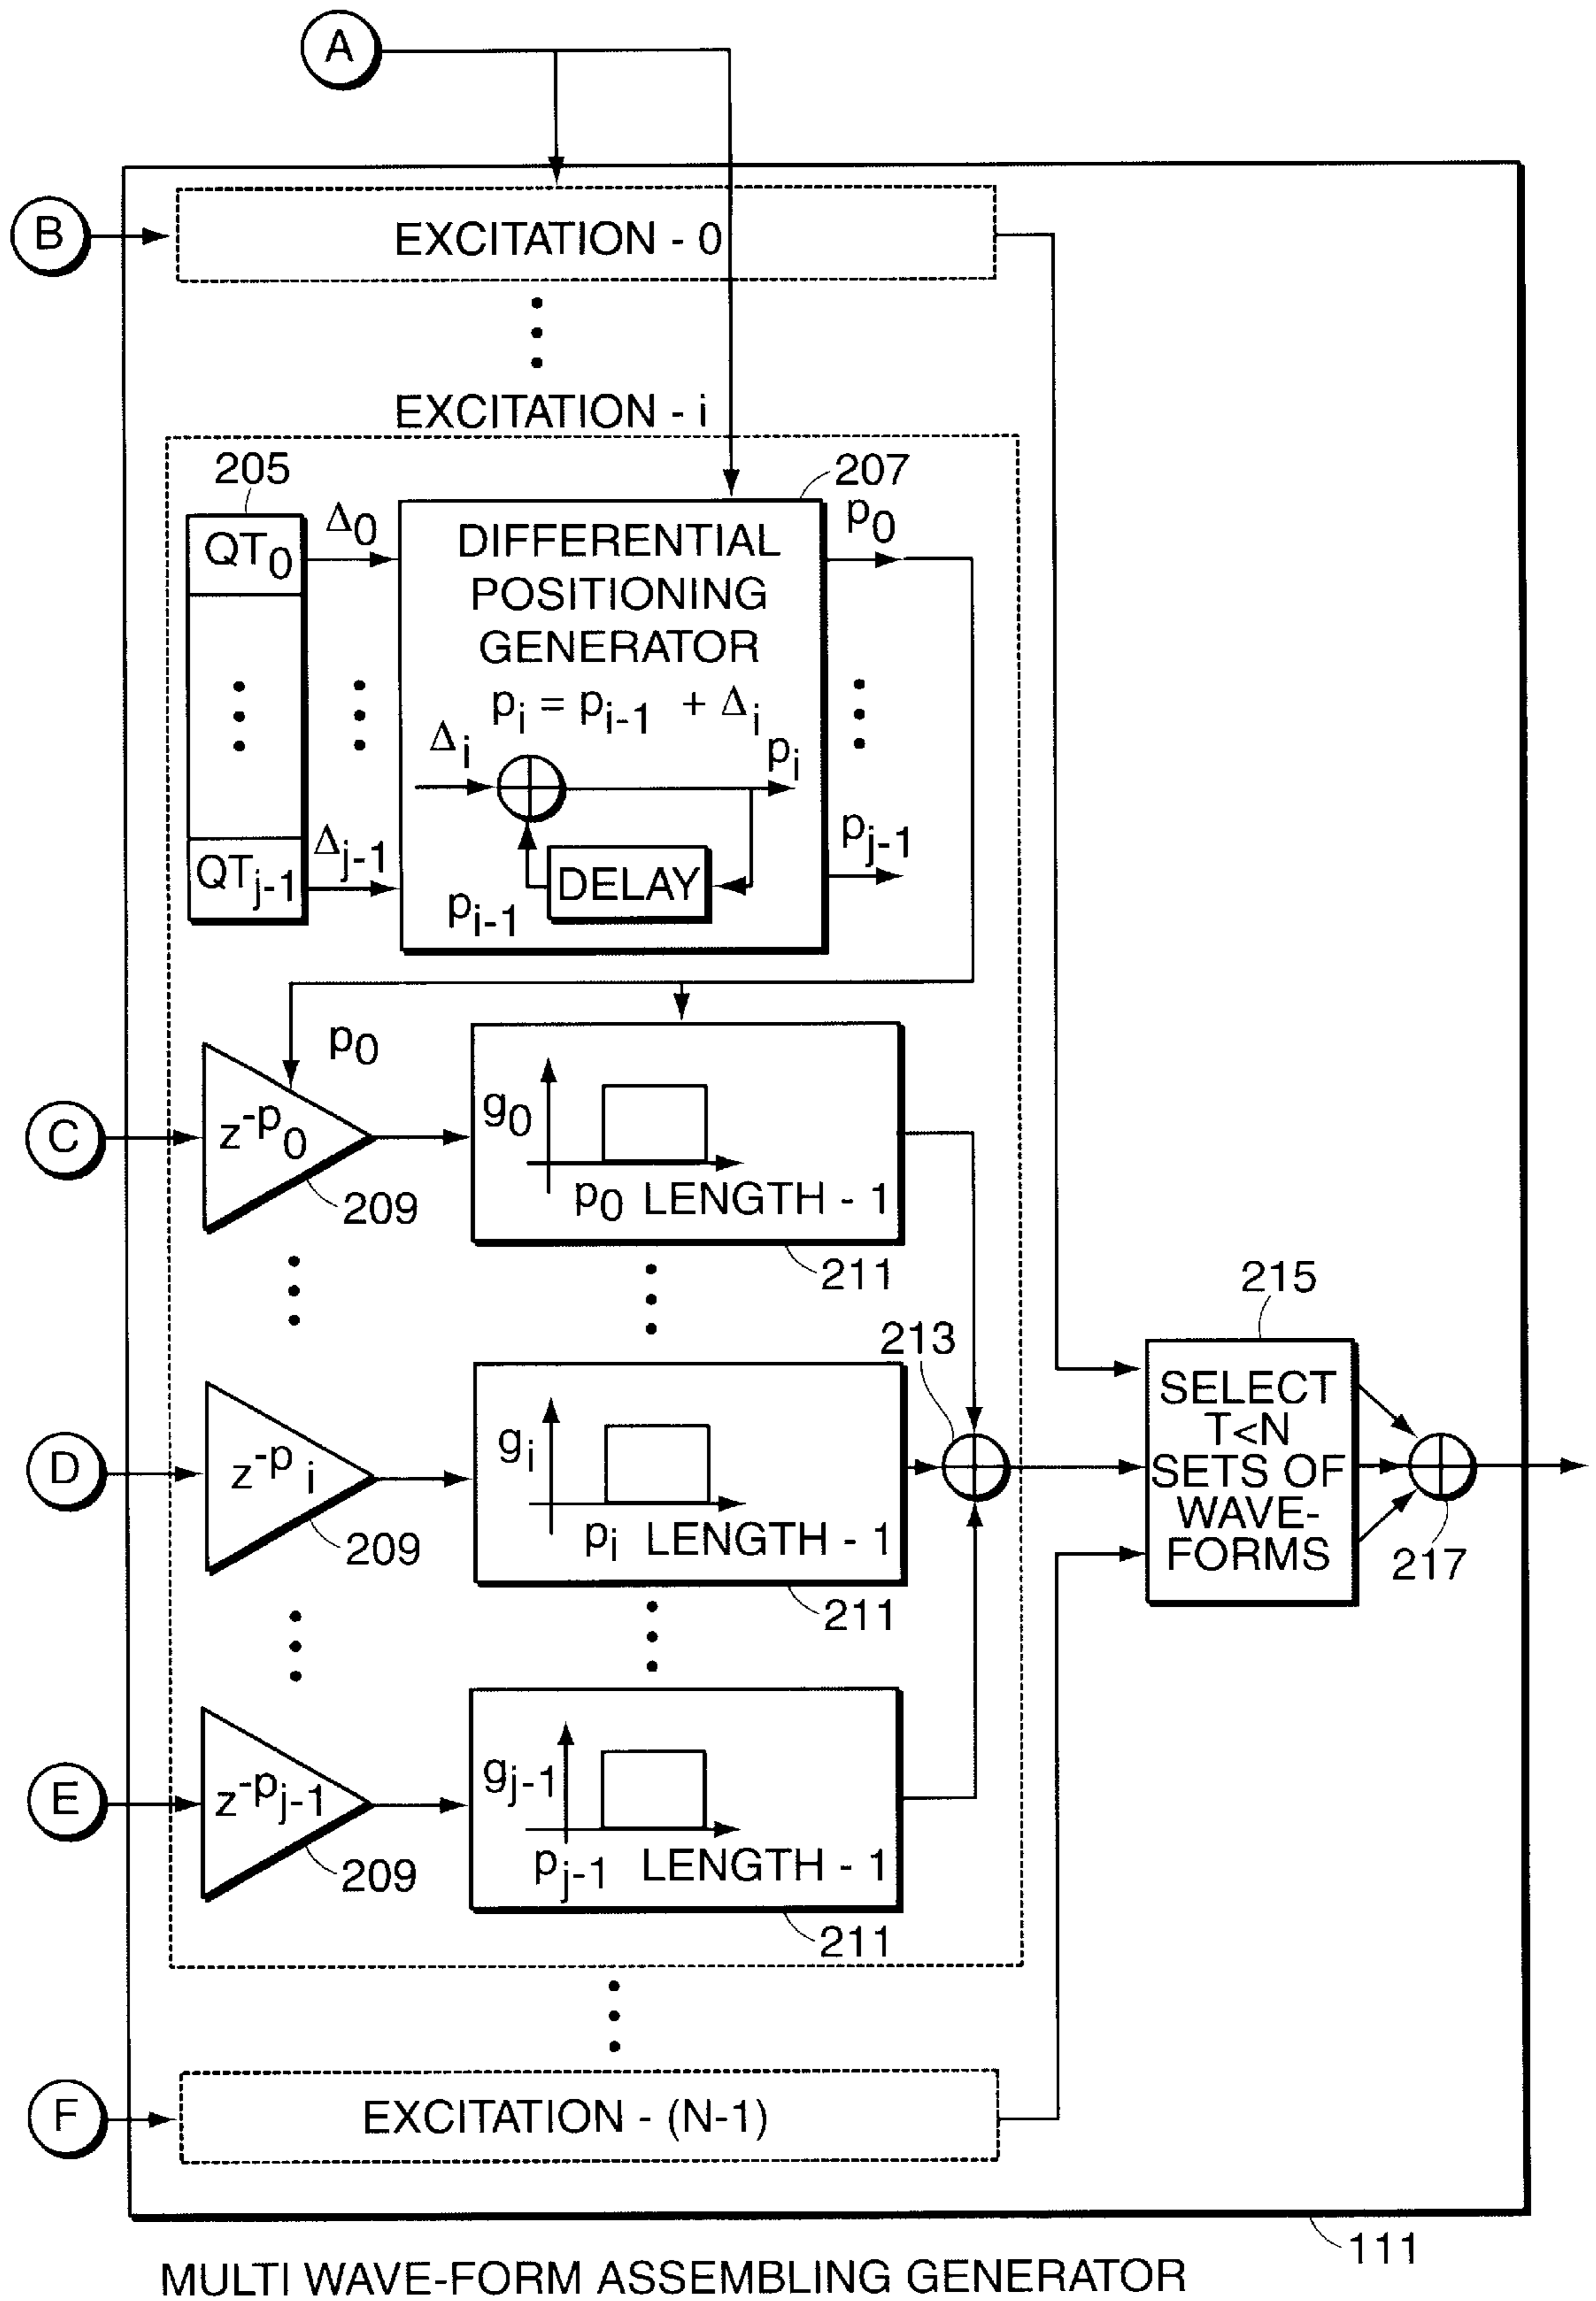 A
B
EXCITATION - 0
EXCITATION - i
205
207
QT0
Δ0
DIFFERENTIAL
POSITIONING
GENERATOR
p0
pi = pi-1 + Δi
Δi
pi
QTj-1
Δj-1
DELAY
pi-1
pj-1
p0
C
z-p0
209
g0
p0 LENGTH - 1
211
213
215
D
z-pi
209
gi
pi LENGTH - 1
211
SELECT
T<N
SETS OF
WAVE-
FORMS
217
E
z-pj-1
209
gj-1
pj-1 LENGTH - 1
211
F
EXCITATION - (N-1)
111
MULTI WAVE-FORM ASSEMBLING GENERATOR